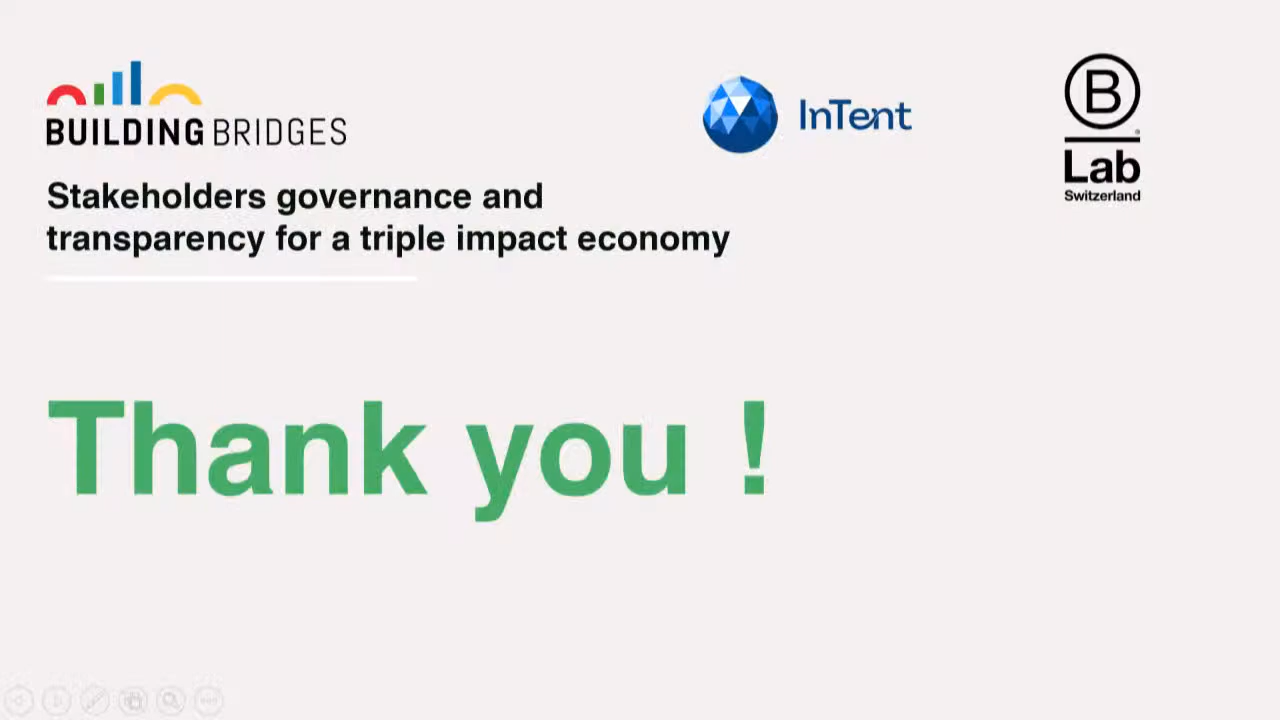 BUILDING BRIDGES
InTent
B
Lab
Switzerland
Stakeholders governance and
transparency for a triple impact economy
Thank you !